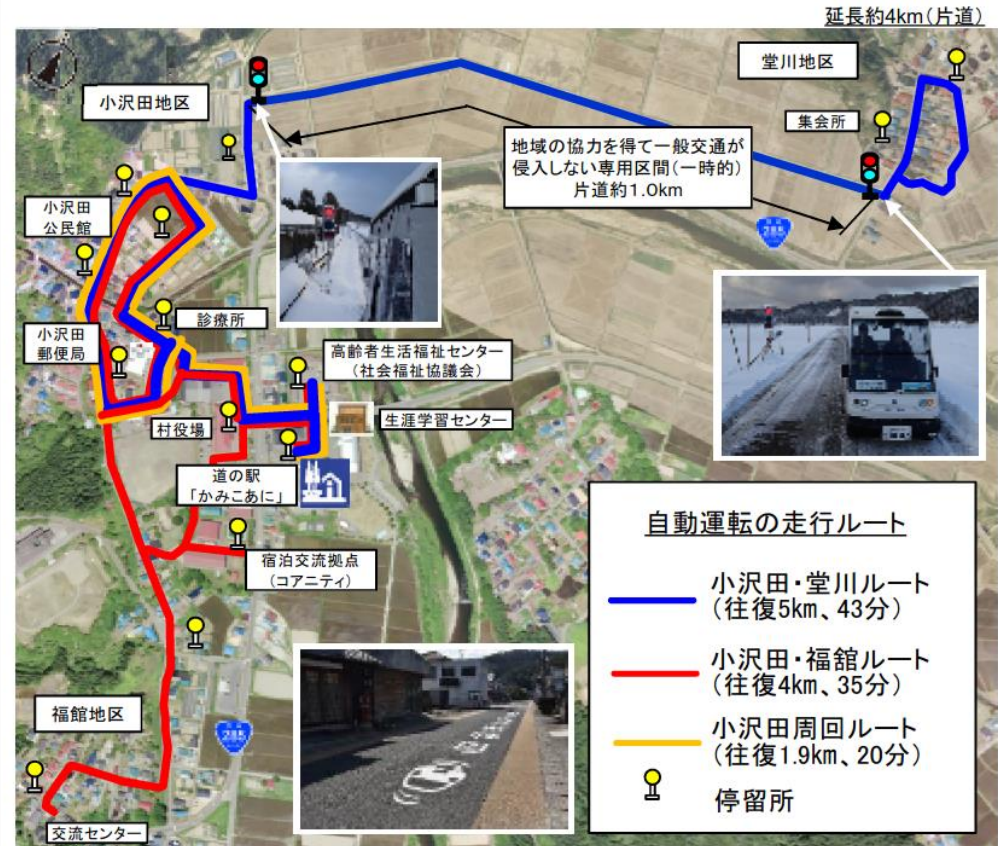 延長約4km(片道)
堂川地区
小沢田地区
集会所
地域の協力を得て一般交通が
侵入しない専用区間(一時的)
片道約1.0km
小沢田
公民館
285
診療所
小沢田
郵便局
高齢者生活福祉センター
(社会福祉協議会)
生涯学習センター
村役場
道の駅
「かみこあに」
宿泊交流拠点
(コアニティ)
福館地区
285
交流センター
自動運転の走行ルート
小沢田・堂川ルート
(往復5km、43分)
小沢田・福舘ルート
(往復4km、35分)
小沢田周回ルート
(往復1.9km、20分)
停留所